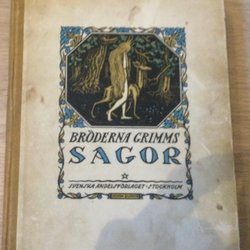 BRÖDERNA GRIMMS
SAGOR
SVENSKA ANDELSFÖRLAGET · STOCKHOLM